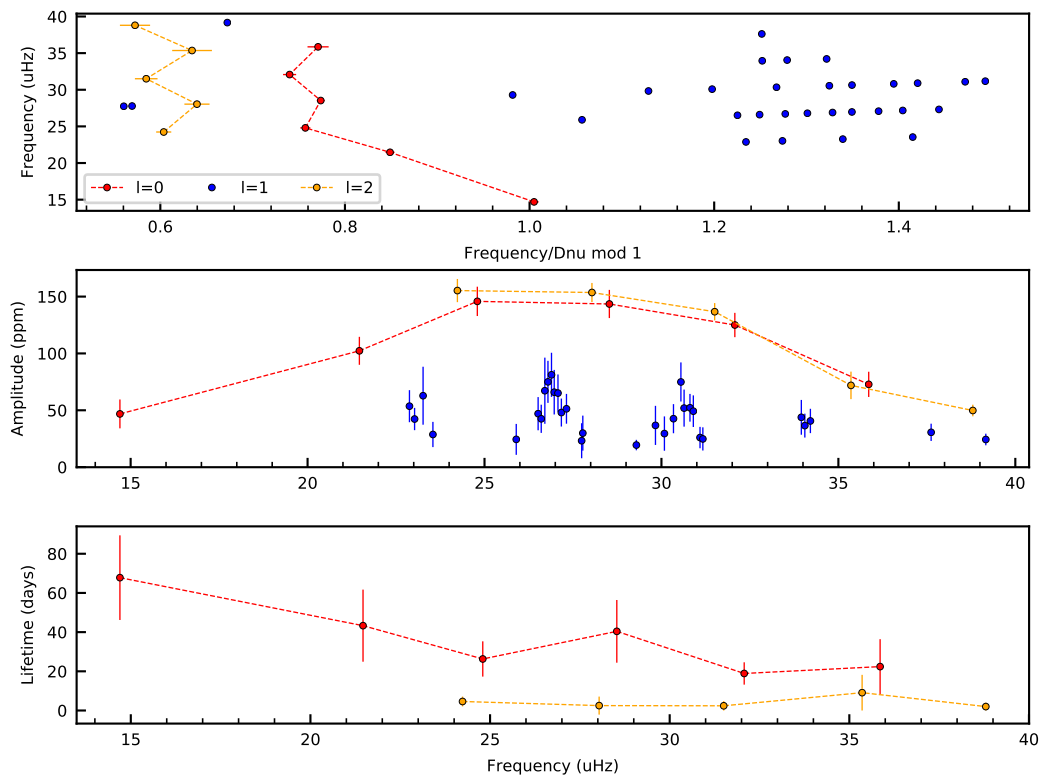 40
35
30
25
20
15
Frequency (uHz)
l=0 l=1 l=2
0.6 0.8 1.0 1.2 1.4
Frequency/Dnu mod 1
150
100
50
0
Amplitude (ppm)
15 20 25 30 35 40
80
60
40
20
0
Lifetime (days)
15 20 25 30 35 40
Frequency (uHz)